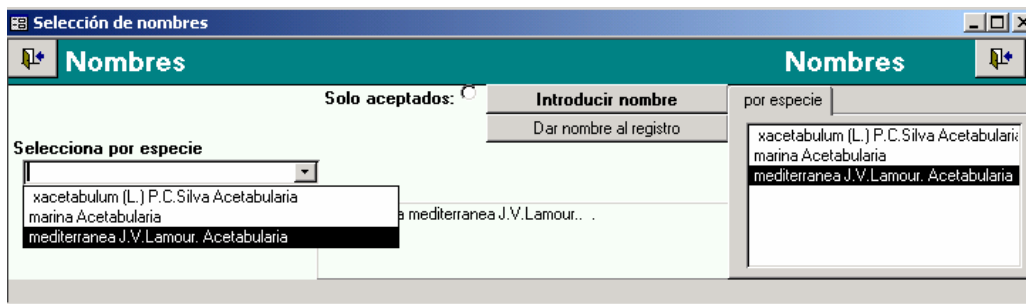 Selección de nombres
Nombres
Nombres
Solo aceptados:
Introducir nombre
Dar nombre al registro
por especie
Selecciona por especie
xacetabulum (L.) P.C.Silva Acetabularia
marina Acetabularia
mediterranea J.V.Lamour. Acetabularia
mediterranea J.V.Lamour.. .
xacetabulum (L.) P.C.Silva Acetabularia
marina Acetabularia
mediterranea J.V.Lamour. Acetabularia